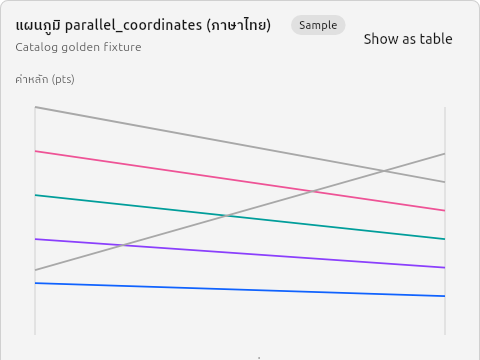 แผนภูมิ parallel_coordinates (ภาษาไทย)
Sample
Show as table
Catalog golden fixture
ค่าหลัก (pts)